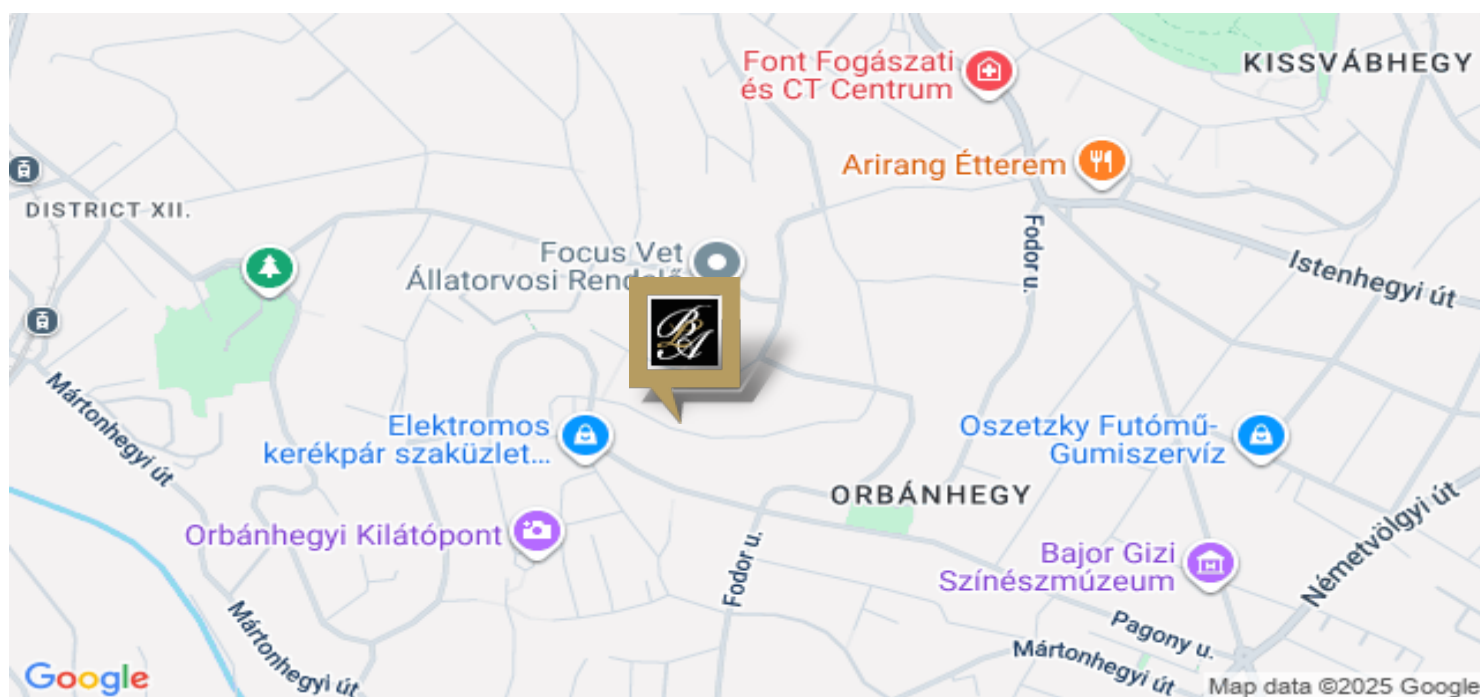 Font Fogászati
és CT Centrum
KISSVÁBHEGY
Arirang Étterem
DISTRICT XII.
Fodor u.
Focus Vet
Állatorvosi Rendelő
Istenhegyi út
BLA
Mártonhegyi út
Elektromos
kerékpár szaküzlet...
Oszetzky Futómű-
Gumiszervíz
ORBÁNHEGY
Orbánhegyi Kilátópont
Fodor u.
Bajor Gizi
Színészmúzeum
Németvölgyi út
Mártonhegyi út
Pagony u.
Mártonhegyi út
Google
Map data ©2025 Google